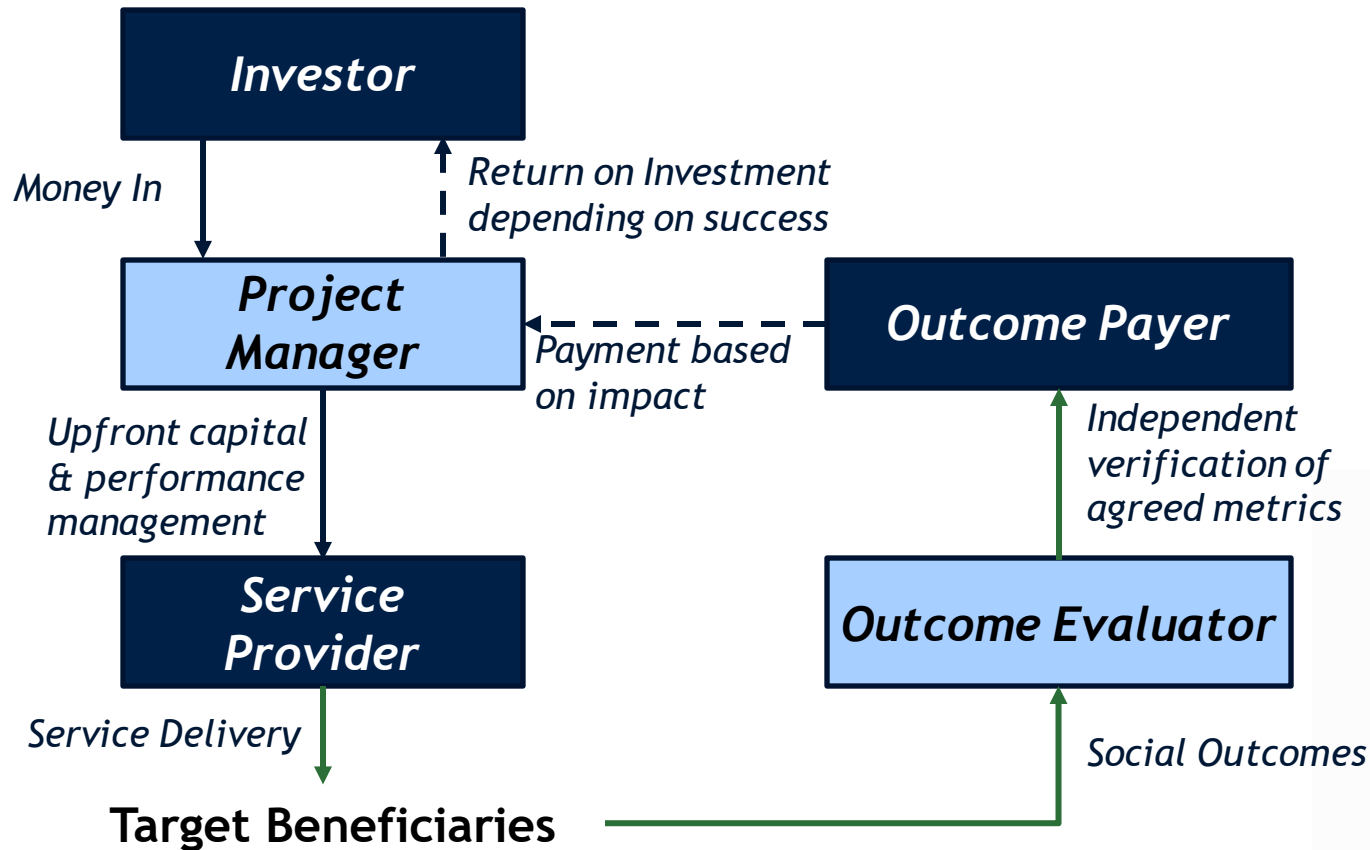 Investor
Money In
Return on Investment
depending on success
Project
Manager
Outcome Payer
Payment based
on impact
Upfront capital
& performance
management
Independent
verification of
agreed metrics
Service
Provider
Outcome Evaluator
Service Delivery
Social Outcomes
Target Beneficiaries